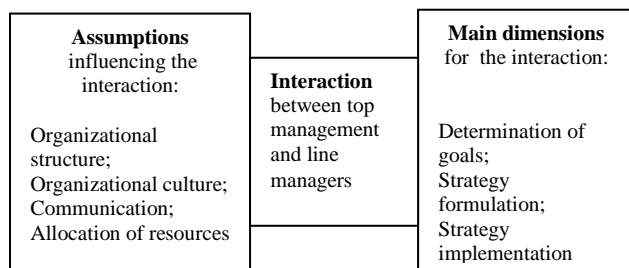 Assumptions
influencing the
interaction:
Organizational
structure;
Organizational culture;
Communication;
Allocation of resources
Interaction
between top
management
and line
managers
Main dimensions
for the interaction:
Determination of
goals;
Strategy
formulation;
Strategy
implementation